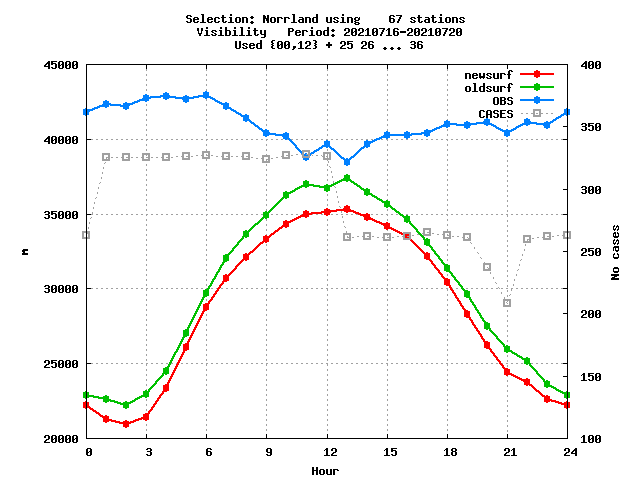 Selection: Norrland using    67 stations
Visibility   Period: 20210716-20210720
Used {00,12} + 25 26 ... 36
45000
40000
35000
30000
25000
20000
m
400
350
300
250
200
150
100
No cases
newsurf
oldsurf
OBS
CASES
0 3 6 9 12 15 18 21 24
Hour